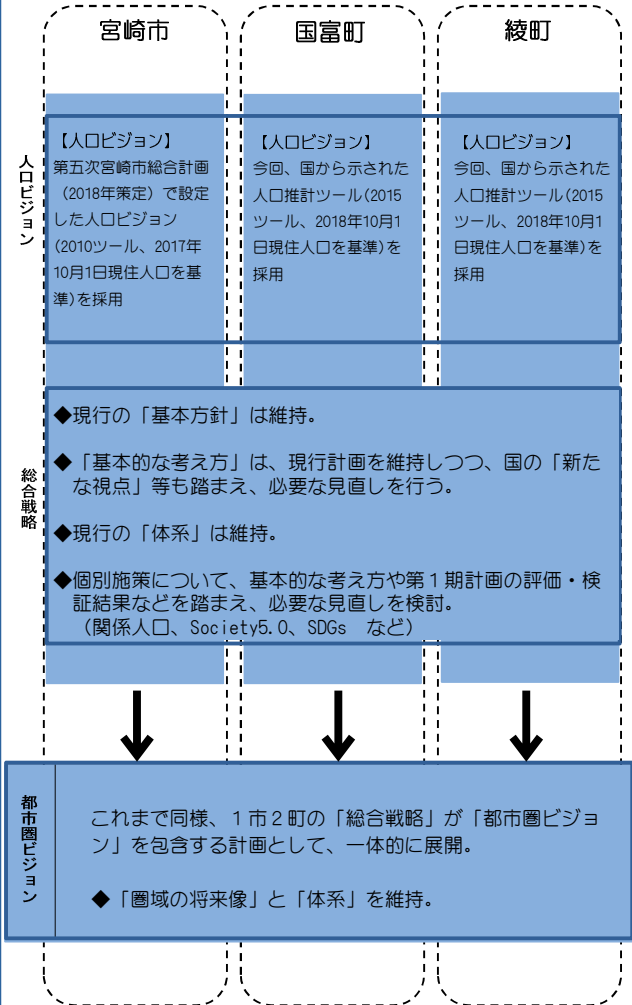 宮崎市
国富町
綾町
人口ビジョン
【人口ビジョン】
第五次宮崎市総合計画
（2018年策定）で設定
した人口ビジョン
(2010ツール、2017年
10月1日現住人口を基
準)を採用
【人口ビジョン】
今回、国から示された
人口推計ツール(2015
ツール、2018年10月1
日現住人口を基準)を
採用
【人口ビジョン】
今回、国から示された
人口推計ツール(2015
ツール、2018年10月1
日現住人口を基準)を
採用
総合戦略
◆現行の「基本方針」は維持。
◆「基本的な考え方」は、現行計画を維持しつつ、国の「新た
な視点」等も踏まえ、必要な見直しを行う。
◆現行の「体系」は維持。
◆個別施策について、基本的な考え方や第１期計画の評価・検
証結果などを踏まえ、必要な見直しを検討。
（関係人口、Society5.0、SDGs　など）
都市圏ビジョン
これまで同様、１市２町の「総合戦略」が「都市圏ビジョ
ン」を包含する計画として、一体的に展開。
◆「圏域の将来像」と「体系」を維持。